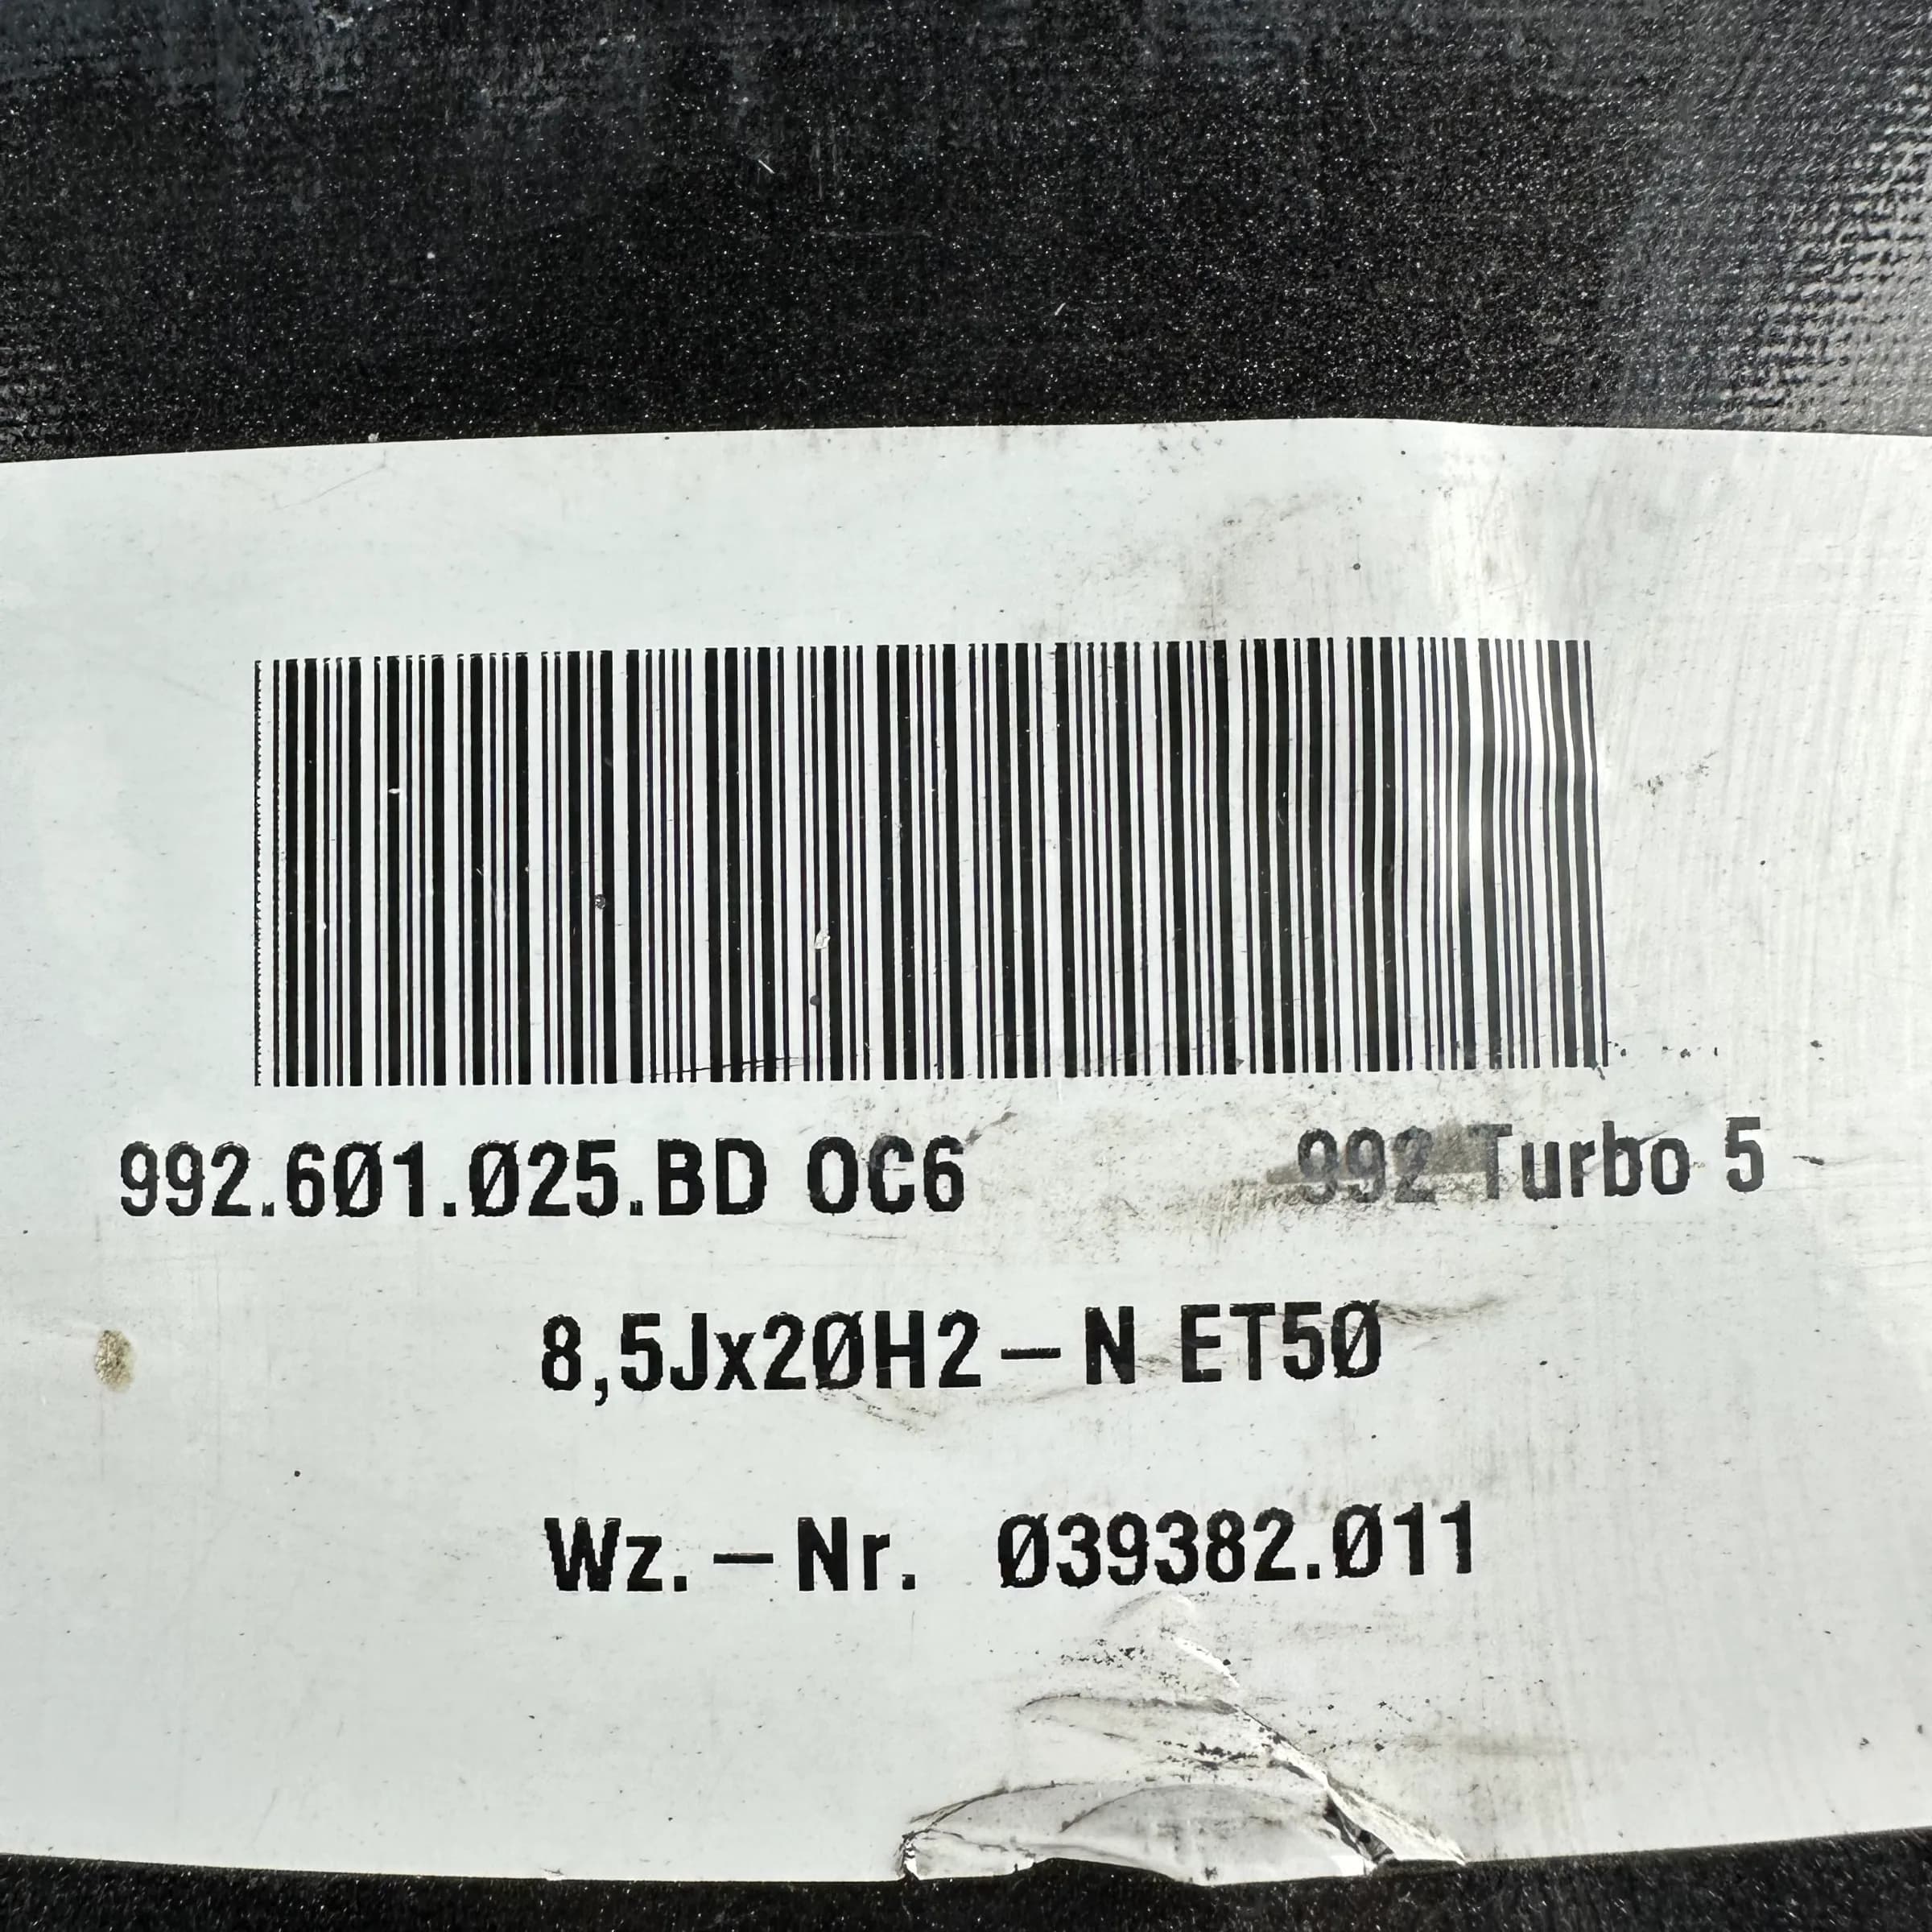 992.601.025.BD OC6 992 Turbo 5
8,5Jx20H2-N ET50
Wz.-Nr. 039382.011